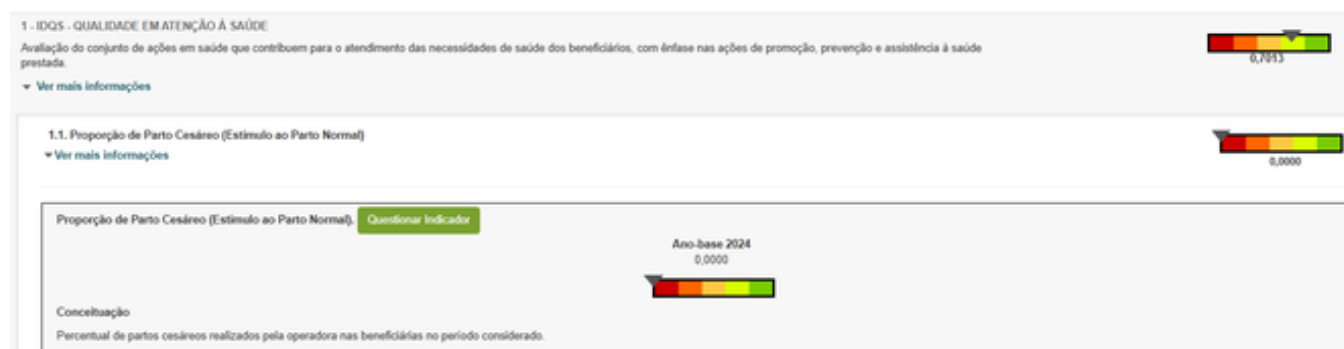 1 - IDQS - QUALIDADE EM ATENÇÃO À SAÚDE
Avaliação do conjunto de ações em saúde que contribuem para o atendimento das necessidades de saúde dos beneficiários, com ênfase nas ações de promoção, prevenção e assistência à saúde
prestada.
0,7013
Ver mais informações
1.1. Proporção de Parto Cesáreo (Estímulo ao Parto Normal)
Ver mais informações
0,0000
Proporção de Parto Cesáreo (Estímulo ao Parto Normal). Questionar Indicador
Ano-base 2024
0,0000
Conceituação
Percentual de partos cesáreos realizados pela operadora nas beneficiárias no período considerado.